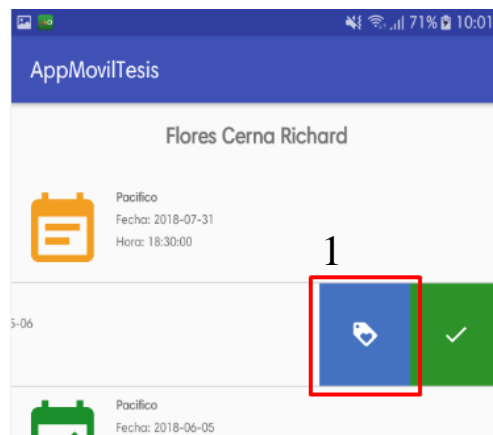 71% 10:01
AppMovilTesis
Flores Cerna Richard
Pacifico
Fecha: 2018-07-31
Hora: 18:30:00
1
5-06
Pacifico
Fecha: 2018-06-05